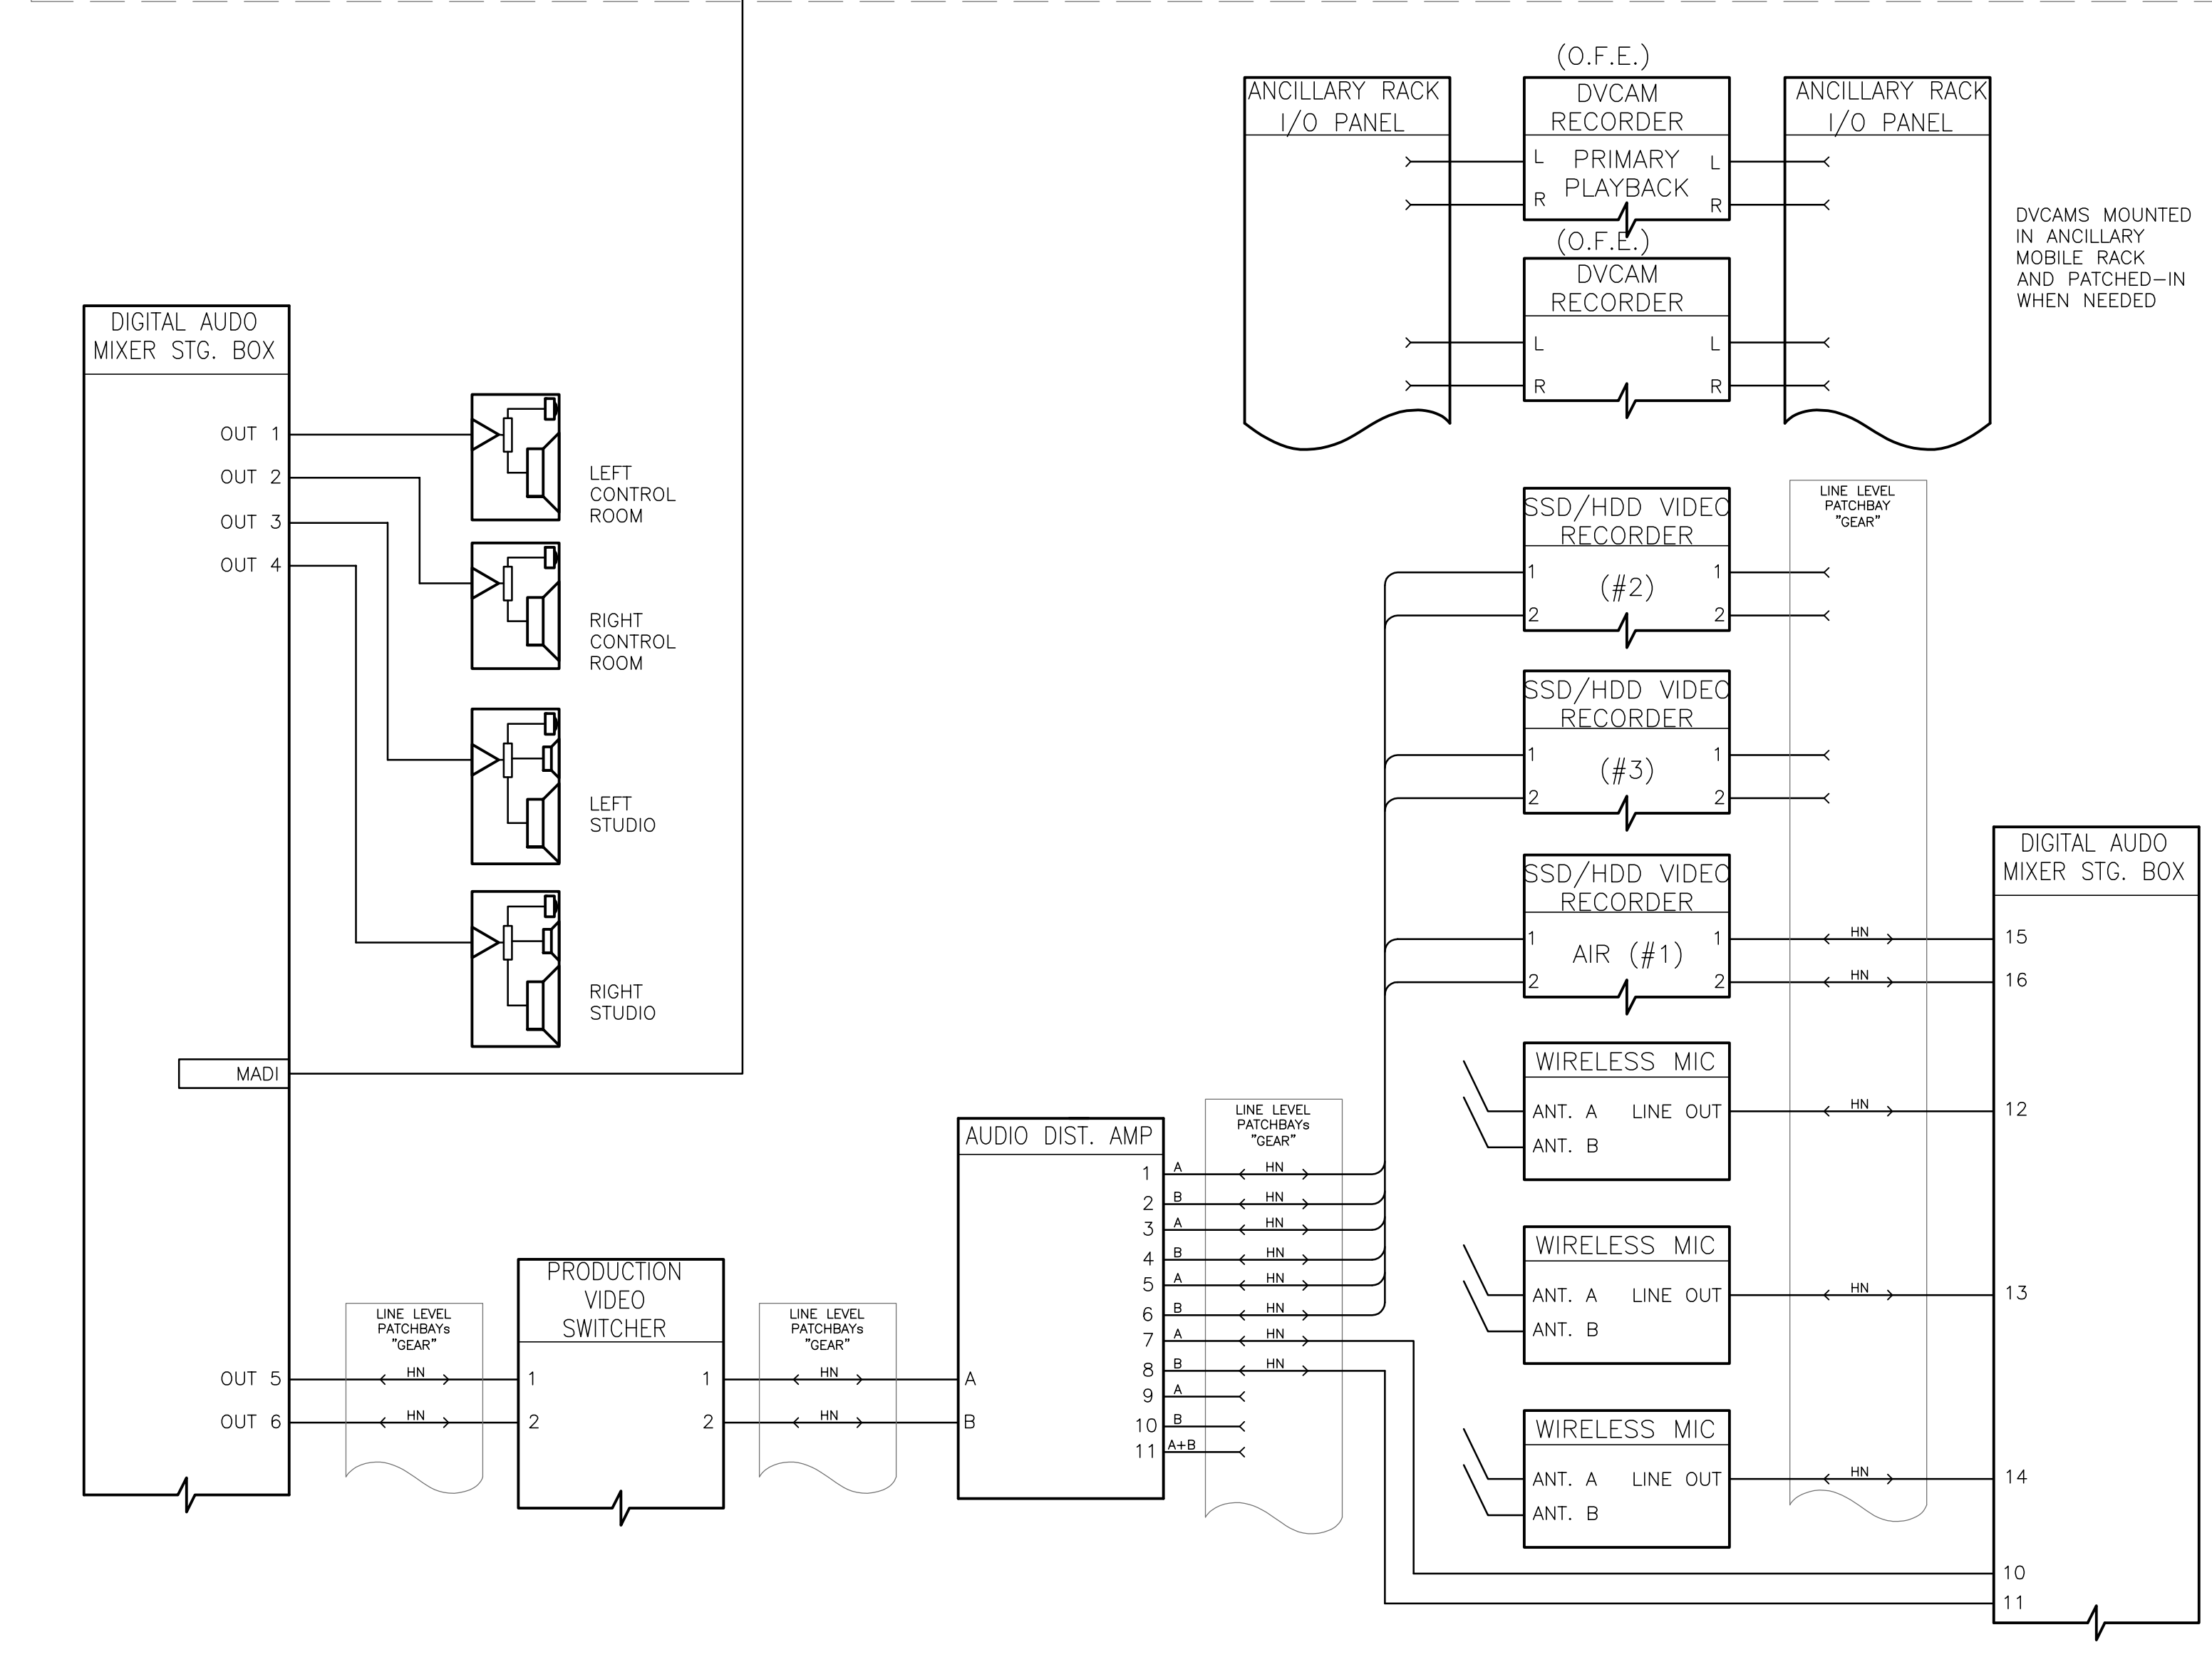 (O.F.E.)
ANCILLARY RACK
I/O PANEL
DVCAM
RECORDER
PRIMARY
PLAYBACK
L
R
L
R
ANCILLARY RACK
I/O PANEL
(O.F.E.)
DVCAM
RECORDER
L
R
L
R
DVCAMS MOUNTED
IN ANCILLARY
MOBILE RACK
AND PATCHED-IN
WHEN NEEDED
DIGITAL AUDO
MIXER STG. BOX
OUT 1
OUT 2
OUT 3
OUT 4
MADI
OUT 5
OUT 6
LEFT
CONTROL
ROOM
RIGHT
CONTROL
ROOM
LEFT
STUDIO
RIGHT
STUDIO
LINE LEVEL
PATCHBAYs
"GEAR"
HN
HN
PRODUCTION
VIDEO
SWITCHER
1
2
1
2
LINE LEVEL
PATCHBAYs
"GEAR"
HN
HN
AUDIO DIST. AMP
A
B
1
2
3
4
5
6
7
8
9
10
11
A
B
A
B
A
B
A
B
A
B
A+B
LINE LEVEL
PATCHBAYs
"GEAR"
HN
HN
HN
HN
HN
HN
HN
HN
SSD/HDD VIDEO
RECORDER
(#2)
1
2
1
2
SSD/HDD VIDEO
RECORDER
(#3)
1
2
1
2
SSD/HDD VIDEO
RECORDER
AIR (#1)
1
2
1
2
WIRELESS MIC
ANT. A LINE OUT
ANT. B
WIRELESS MIC
ANT. A LINE OUT
ANT. B
WIRELESS MIC
ANT. A LINE OUT
ANT. B
LINE LEVEL
PATCHBAY
"GEAR"
HN
HN
HN
HN
HN
DIGITAL AUDO
MIXER STG. BOX
15
16
12
13
14
10
11